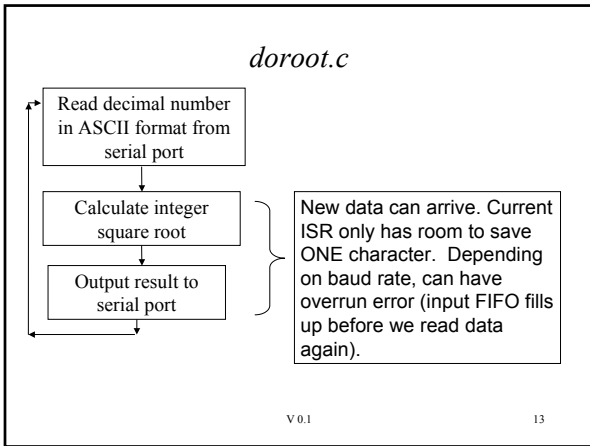 doroot.c
Read decimal number
in ASCII format from
serial port
Calculate integer
square root
Output result to
serial port
New data can arrive. Current
ISR only has room to save
ONE character. Depending
on baud rate, can have
overrun error (input FIFO fills
up before we read data
again).
V 0.1
13